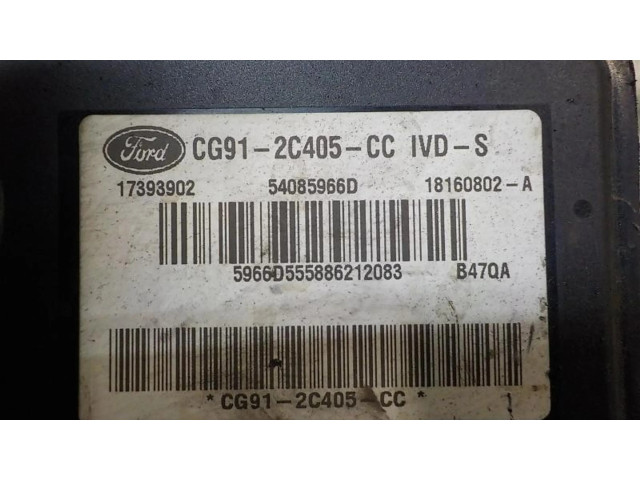 Ford CG91-2C405-CC IVD-S
17393902 54085966D 18160802-A
5966D555886212083 B47QA
*CG91-2C405-CC*